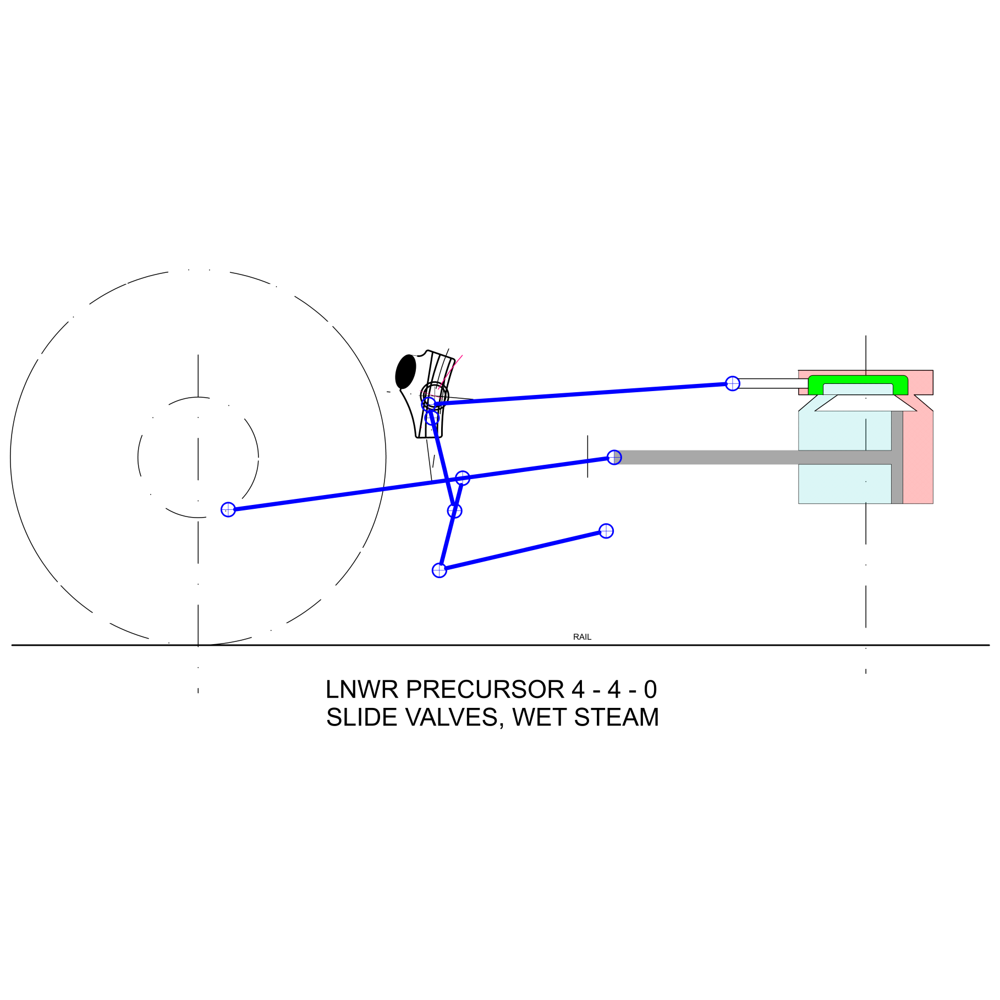 RAIL
LNWR PRECURSOR 4 - 4 - 0
SLIDE VALVES, WET STEAM